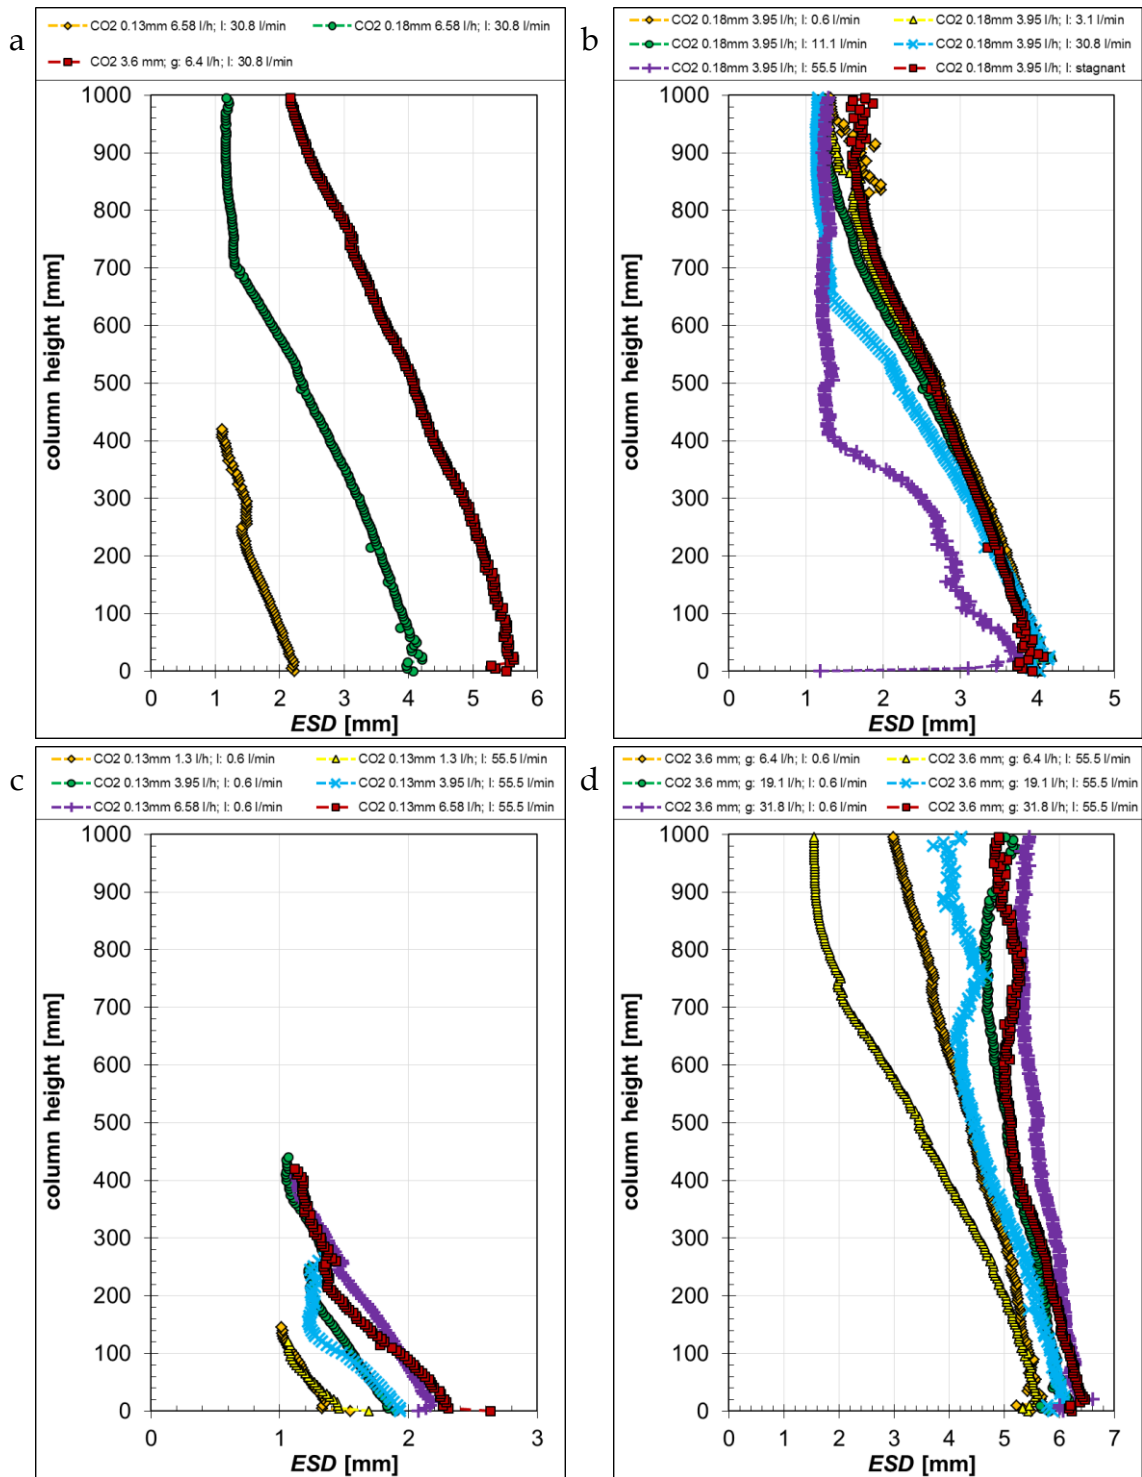 a
CO2 0.13mm 6.58 l/h; l: 30.8 l/min
CO2 0.18mm 6.58 l/h; l: 30.8 l/min
CO2 3.6 mm; g: 6.4 l/h; l: 30.8 l/min
column height [mm]
1000
900
800
700
600
500
400
300
200
100
0
0 1 2 3 4 5 6
ESD [mm]
b
CO2 0.18mm 3.95 l/h; l: 0.6 l/min
CO2 0.18mm 3.95 l/h; l: 3.1 l/min
CO2 0.18mm 3.95 l/h; l: 11.1 l/min
CO2 0.18mm 3.95 l/h; l: 30.8 l/min
CO2 0.18mm 3.95 l/h; l: 55.5 l/min
CO2 0.18mm 3.95 l/h; l: stagnant
column height [mm]
1000
900
800
700
600
500
400
300
200
100
0
0 1 2 3 4 5
ESD [mm]
c
CO2 0.13mm 1.3 l/h; l: 0.6 l/min
CO2 0.13mm 1.3 l/h; l: 55.5 l/min
CO2 0.13mm 3.95 l/h; l: 0.6 l/min
CO2 0.13mm 3.95 l/h; l: 55.5 l/min
CO2 0.13mm 6.58 l/h; l: 0.6 l/min
CO2 0.13mm 6.58 l/h; l: 55.5 l/min
column height [mm]
1000
900
800
700
600
500
400
300
200
100
0
0 1 2 3
ESD [mm]
d
CO2 3.6 mm; g: 6.4 l/h; l: 0.6 l/min
CO2 3.6 mm; g: 6.4 l/h; l: 55.5 l/min
CO2 3.6 mm; g: 19.1 l/h; l: 0.6 l/min
CO2 3.6 mm; g: 19.1 l/h; l: 55.5 l/min
CO2 3.6 mm; g: 31.8 l/h; l: 0.6 l/min
CO2 3.6 mm; g: 31.8 l/h; l: 55.5 l/min
column height [mm]
1000
900
800
700
600
500
400
300
200
100
0
0 1 2 3 4 5 6 7
ESD [mm]